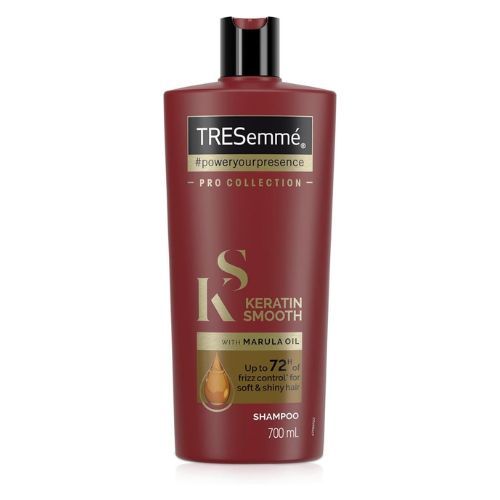 TRESemmé®
#poweryourpresence
PRO COLLECTION
KS
KERATIN
SMOOTH
WITH MARULA OIL
Up to 72H of
frizz control,* for
soft & shiny hair
SHAMPOO
700 mL